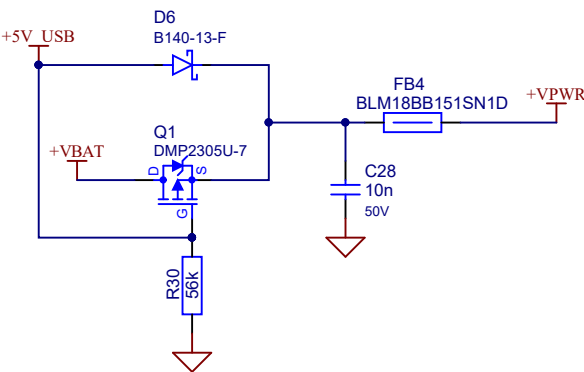 D6
+5V_USB
B140-13-F
FB4
BLM18BB151SN1D
+VPWR
Q1
DMP2305U-7
+VBAT
D
S
G
C28
10n
50V
R30
56k